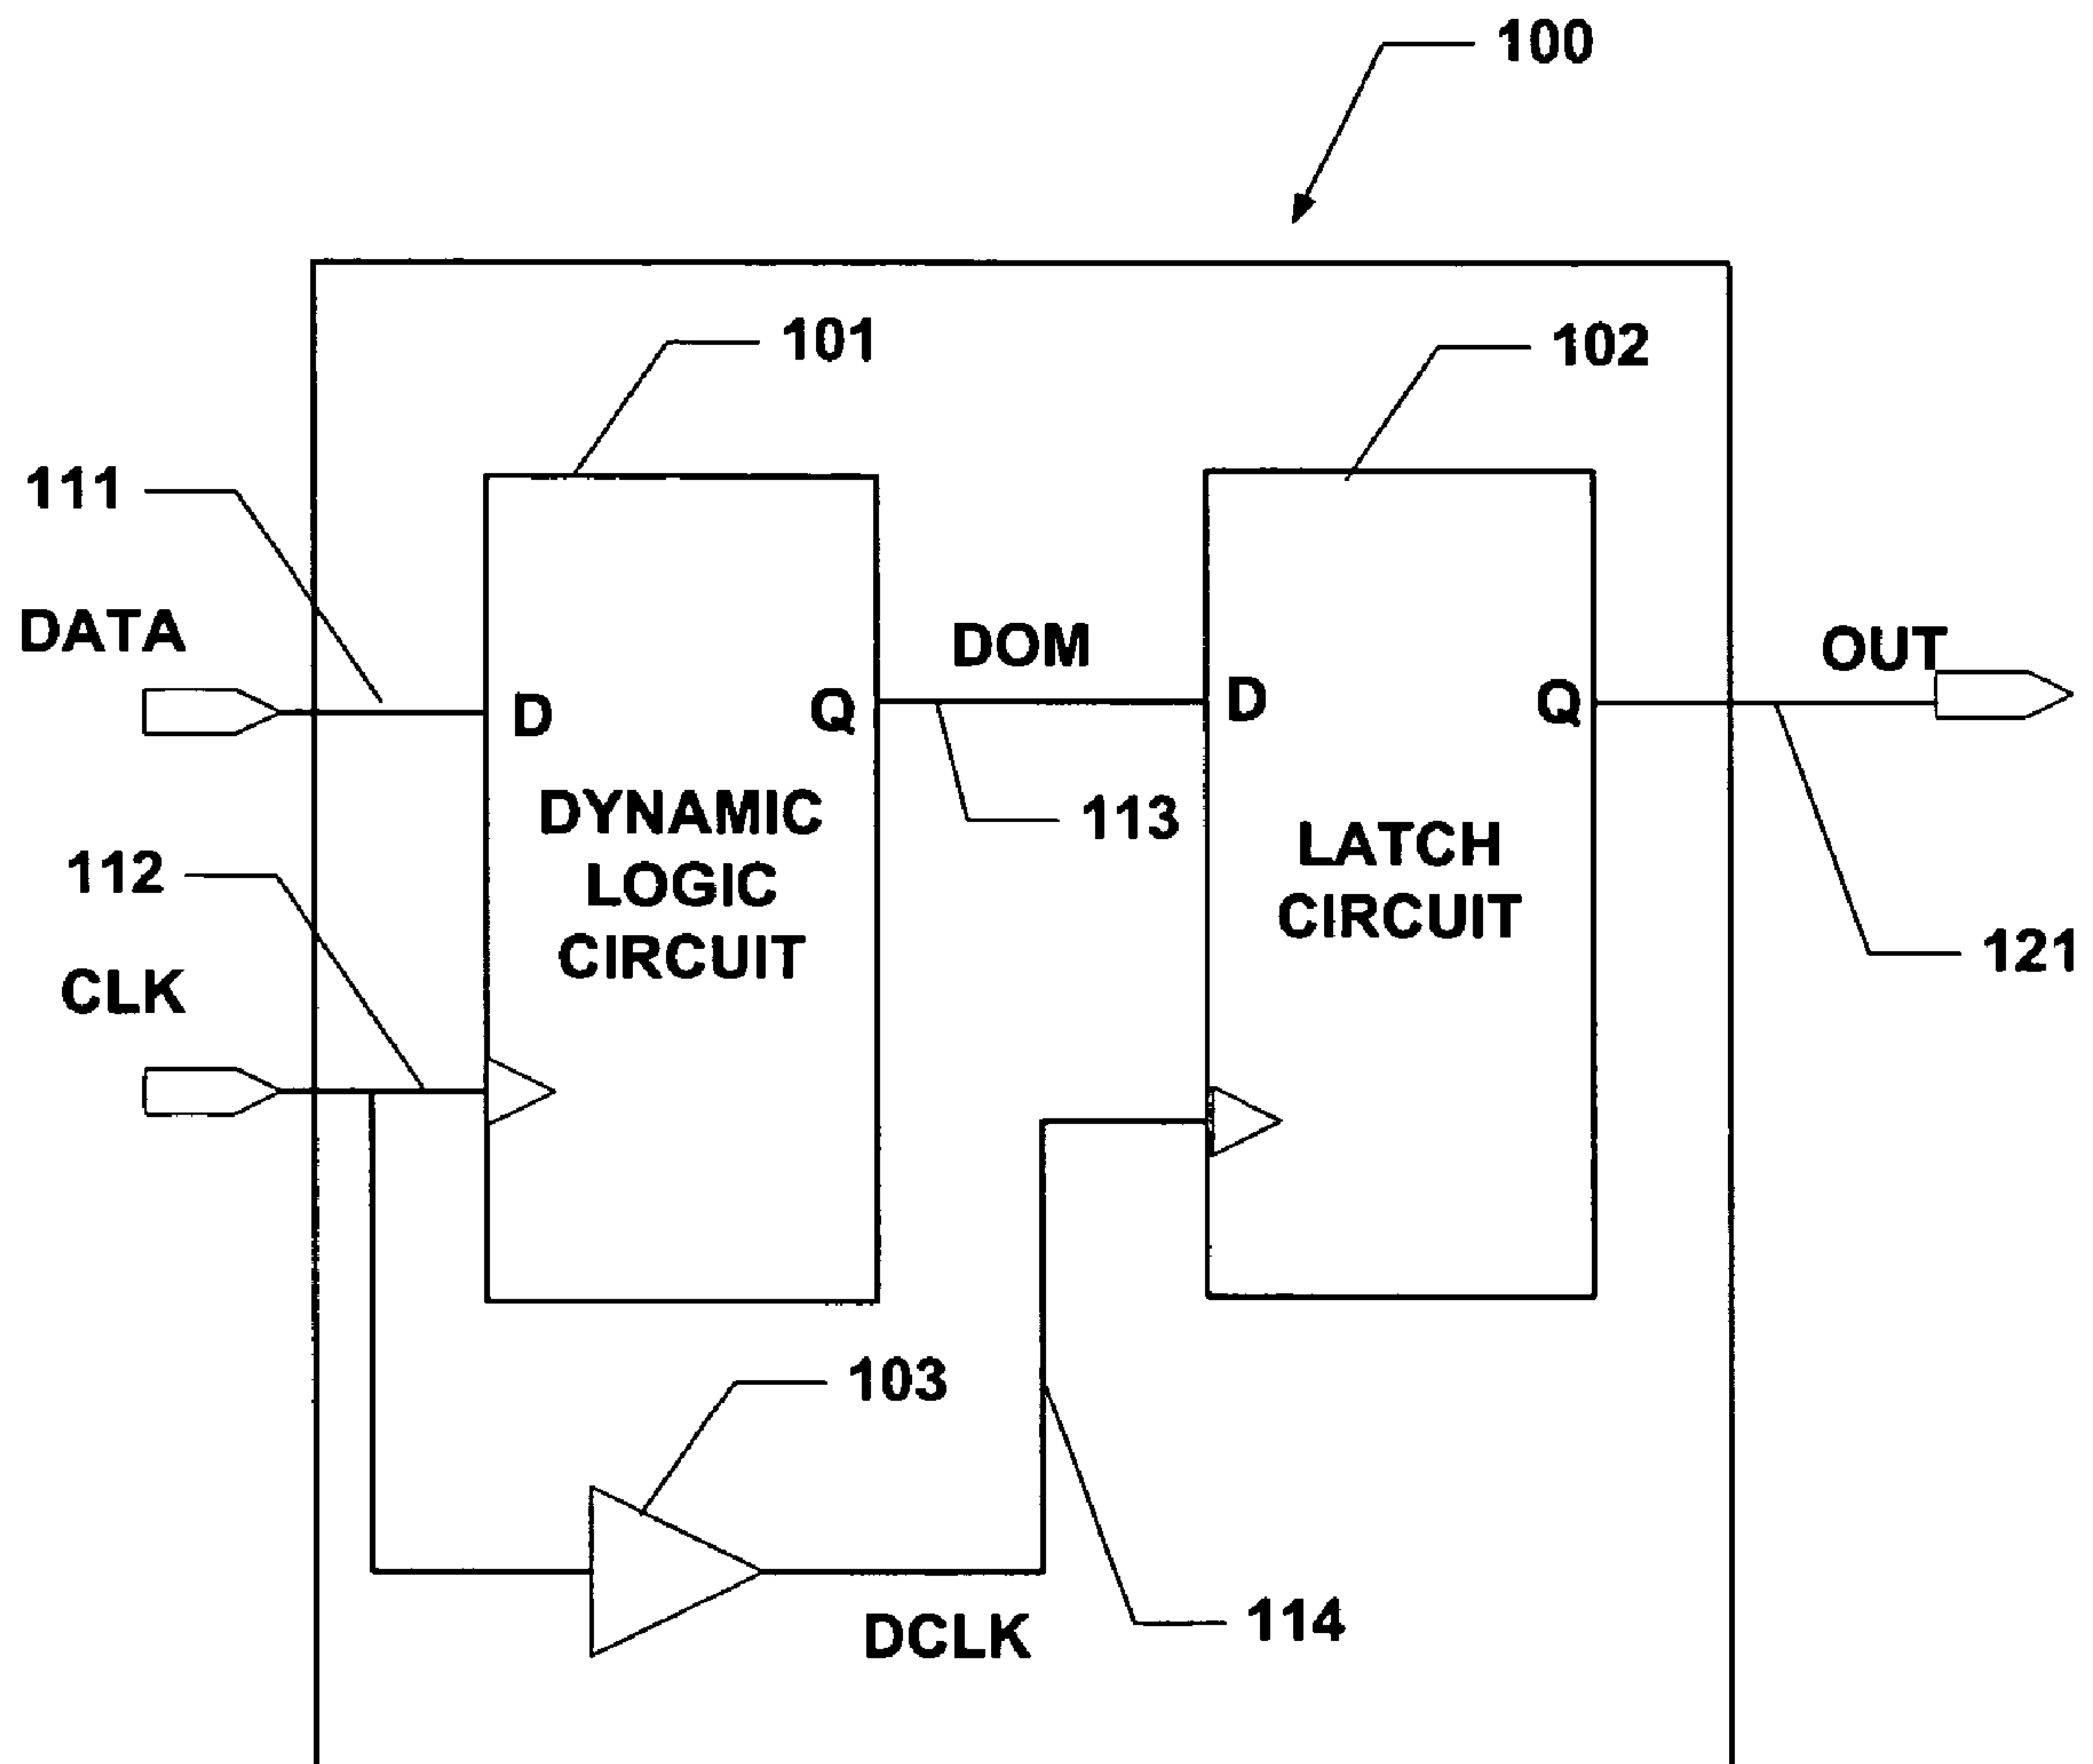 100
101
102
111
DATA
DOM
OUT
D
Q
D
Q
DYNAMIC
LOGIC
CIRCUIT
113
LATCH
CIRCUIT
112
121
CLK
103
114
DCLK